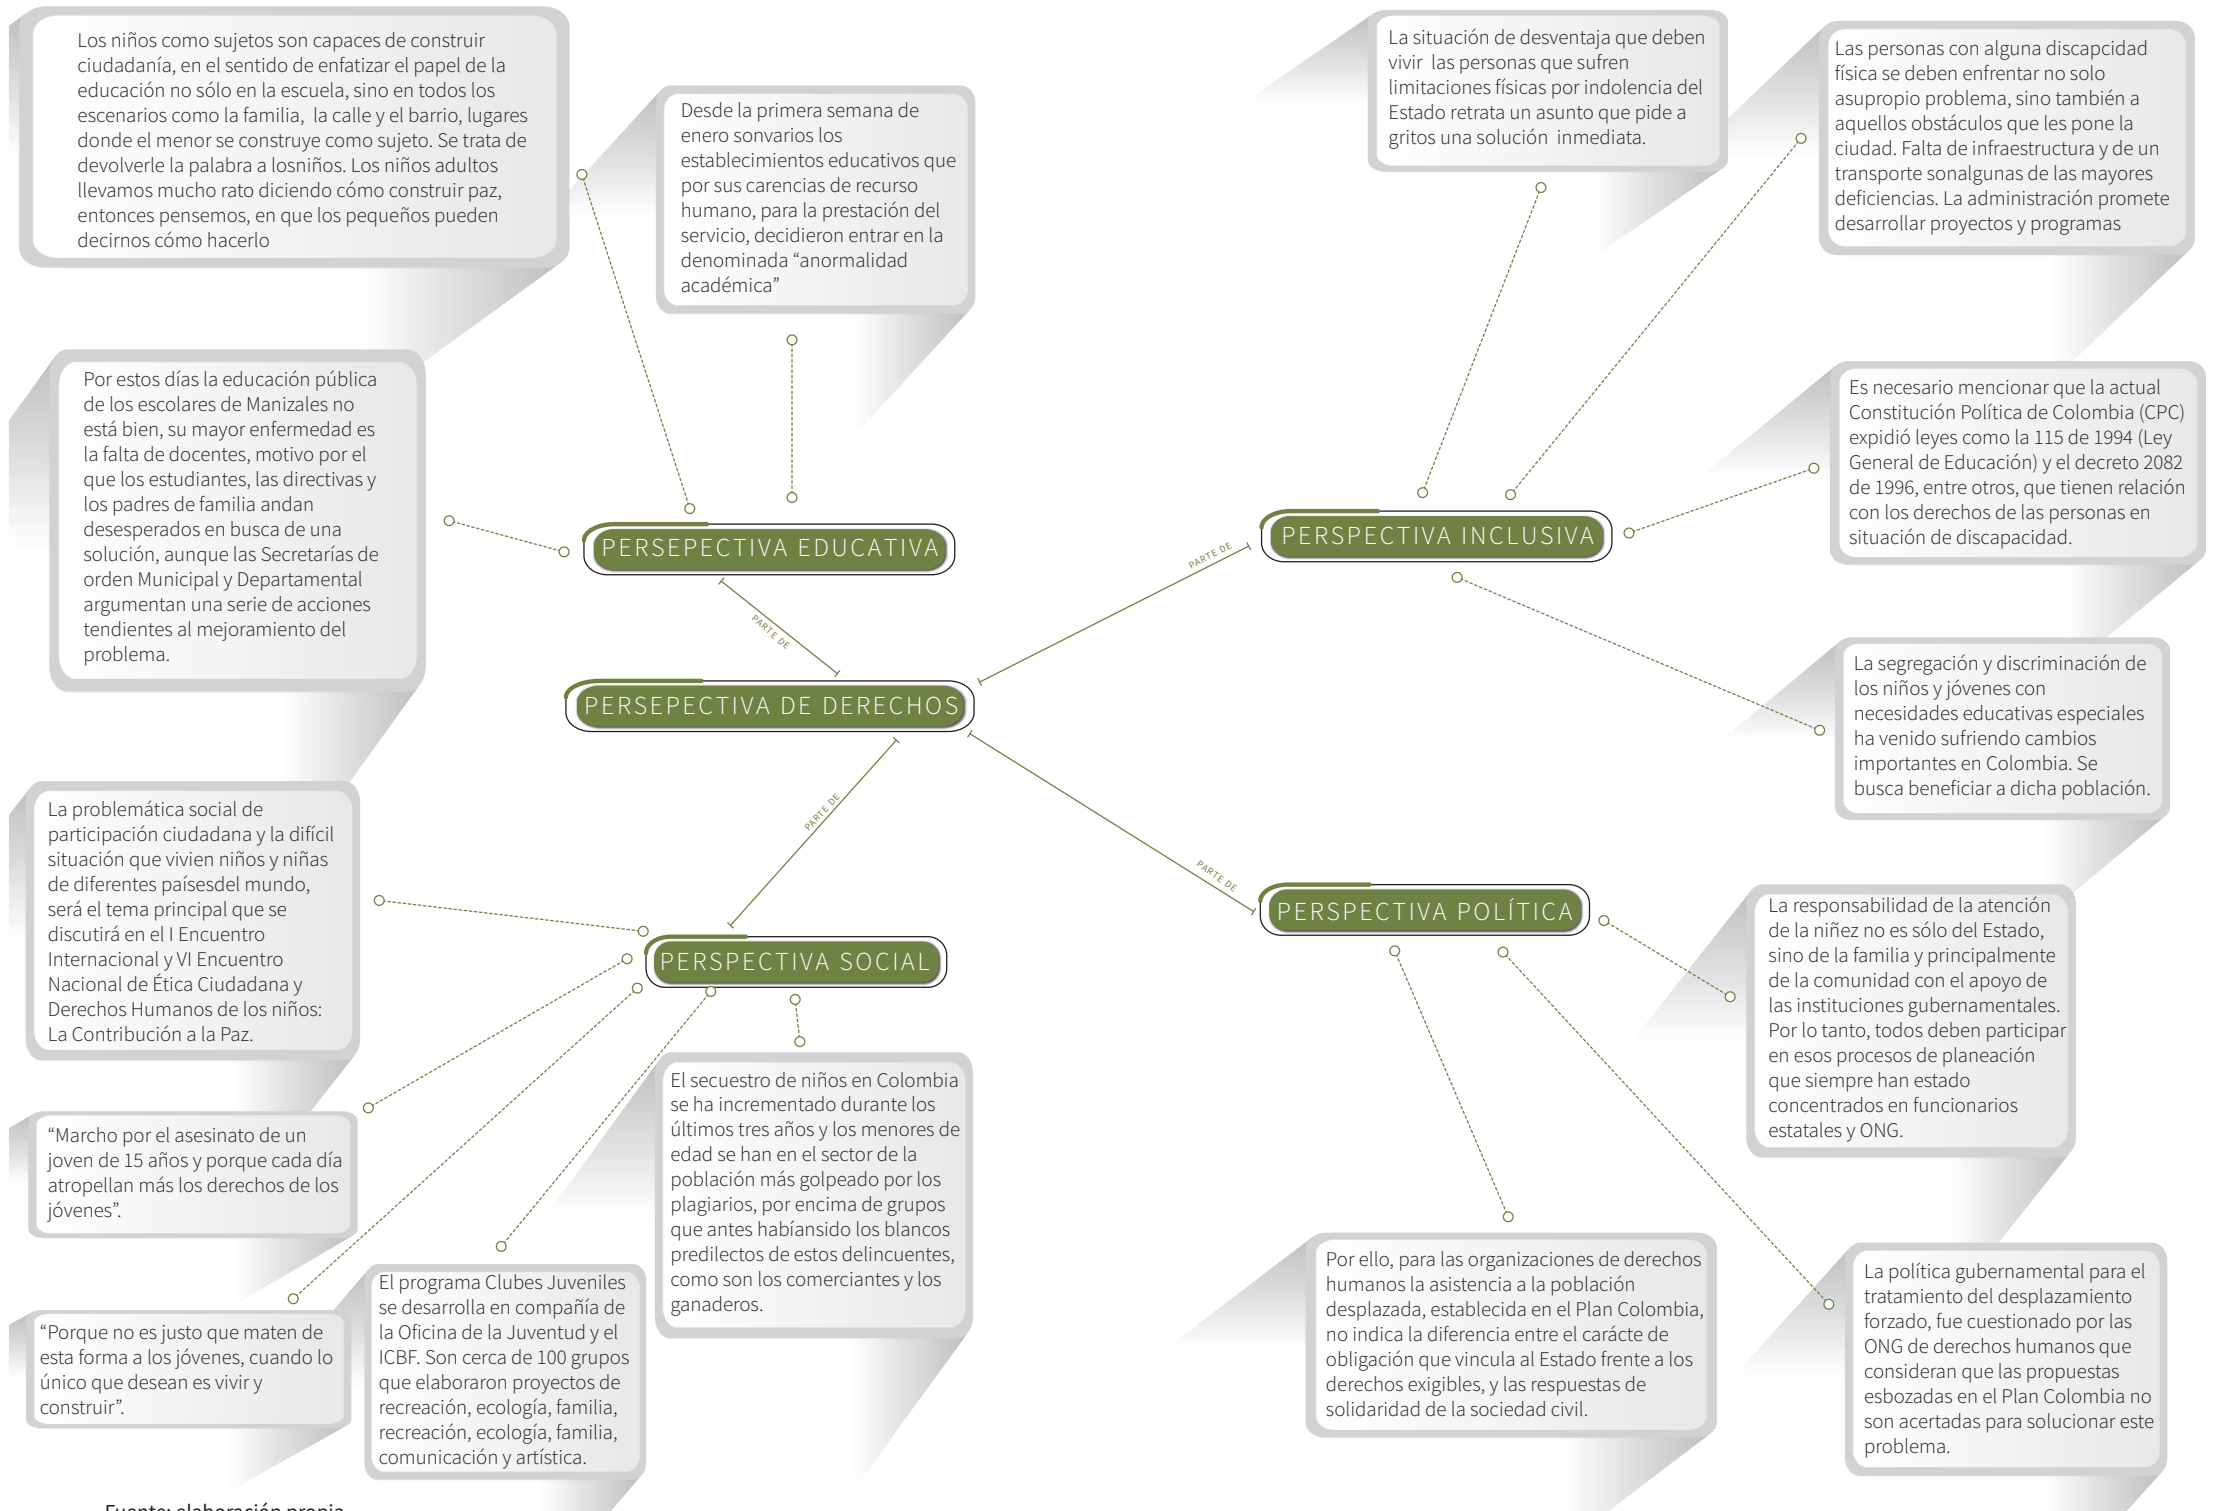 Los niños como sujetos son capaces de construir
ciudadanía, en el sentido de enfatizar el papel de la
educación no sólo en la escuela, sino en todos los
escenarios como la familia, la calle y el barrio, lugares
donde el menor se construye como sujeto. Se trata de
devolverle la palabra a losniños. Los niños adultos
llevamos mucho rato diciendo cómo construir paz,
entonces pensemos, en que los pequeños pueden
decirnos cómo hacerlo
Desde la primera semana de
enero sonvarios los
establecimientos educativos que
por sus carencias de recurso
humano, para la prestación del
servicio, decidieron entrar en la
denominada “anormalidad
académica”
Por estos días la educación pública
de los escolares de Manizales no
está bien, su mayor enfermedad es
la falta de docentes, motivo por el
que los estudiantes, las directivas y
los padres de familia andan
desesperados en busca de una
solución, aunque las Secretarías de
orden Municipal y Departamental
argumentan una serie de acciones
tendientes al mejoramiento del
problema.
PERSEPECTIVA EDUCATIVA
PARTE DE
La situación de desventaja que deben
vivir las personas que sufren
limitaciones físicas por indolencia del
Estado retrata un asunto que pide a
gritos una solución inmediata.
Las personas con alguna discapcidad
física se deben enfrentar no solo
asupropio problema, sino también a
aquellos obstáculos que les pone la
ciudad. Falta de infraestructura y de un
transporte sonalgunas de las mayores
deficiencias. La administración promete
desarrollar proyectos y programas
Es necesario mencionar que la actual
Constitución Política de Colombia (CPC)
expidió leyes como la 115 de 1994 (Ley
General de Educación) y el decreto 2082
de 1996, entre otros, que tienen relación
con los derechos de las personas en
situación de discapacidad.
PERSPECTIVA INCLUSIVA
PARTE DE
La segregación y discriminación de
los niños y jóvenes con
necesidades educativas especiales
ha venido sufriendo cambios
importantes en Colombia. Se
busca beneficiar a dicha población.
PERSEPECTIVA DE DERECHOS
PARTE DE
PARTE DE
La problemática social de
participación ciudadana y la difícil
situación que vivien niños y niñas
de diferentes paísesdel mundo,
será el tema principal que se
discutirá en el I Encuentro
Internacional y VI Encuentro
Nacional de Ética Ciudadana y
Derechos Humanos de los niños:
La Contribución a la Paz.
PERSPECTIVA SOCIAL
“Marcho por el asesinato de un
joven de 15 años y porque cada día
atropellan más los derechos de los
jóvenes”.
“Porque no es justo que maten de
esta forma a los jóvenes, cuando lo
único que desean es vivir y
construir”.
El programa Clubes Juveniles
se desarrolla en compañía de
la Oficina de la Juventud y el
ICBF. Son cerca de 100 grupos
que elaboraron proyectos de
recreación, ecología, familia,
recreación, ecología, familia,
comunicación y artística.
El secuestro de niños en Colombia
se ha incrementado durante los
últimos tres años y los menores de
edad se han en el sector de la
población más golpeado por los
plagiarios, por encima de grupos
que antes habíansido los blancos
predilectos de estos delincuentes,
como son los comerciantes y los
ganaderos.
PERSPECTIVA POLÍTICA
La responsabilidad de la atención
de la niñez no es sólo del Estado,
sino de la familia y principalmente
de la comunidad con el apoyo de
las instituciones gubernamentales.
Por lo tanto, todos deben participar
en esos procesos de planeación
que siempre han estado
concentrados en funcionarios
estatales y ONG.
Por ello, para las organizaciones de derechos
humanos la asistencia a la población
desplazada, establecida en el Plan Colombia,
no indica la diferencia entre el carácte de
obligación que vincula al Estado frente a los
derechos exigibles, y las respuestas de
solidaridad de la sociedad civil.
La política gubernamental para el
tratamiento del desplazamiento
forzado, fue cuestionado por las
ONG de derechos humanos que
consideran que las propuestas
esbozadas en el Plan Colombia no
son acertadas para solucionar este
problema.
Fuente: elaboración propia